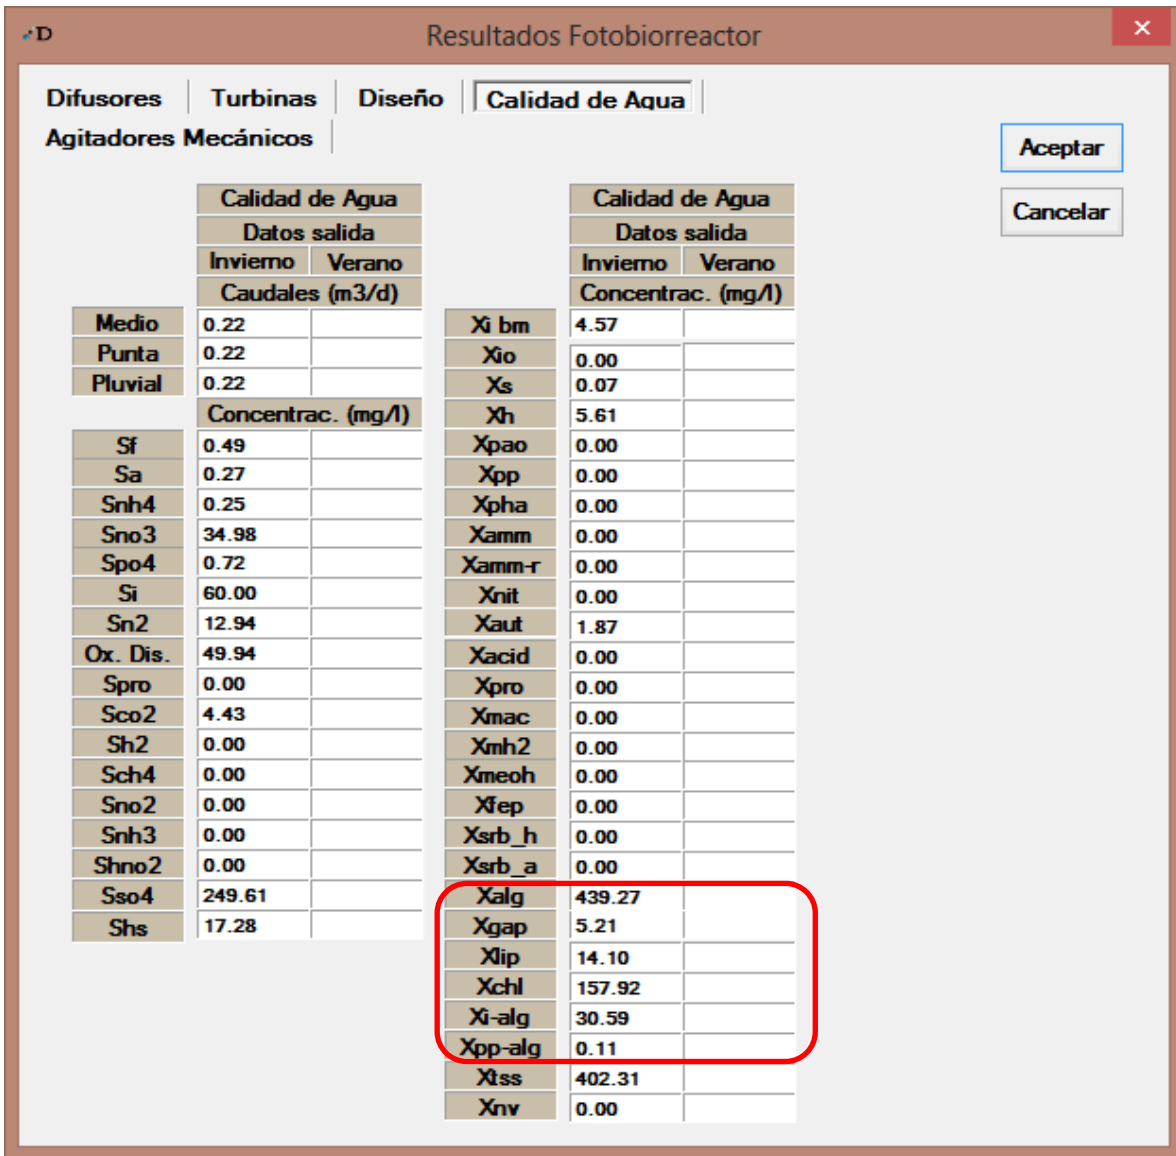 D
Resultados Fotobiorreactor
×
Difusores Turbinas Diseño Calidad de Agua
Agitadores Mecánicos
Aceptar
Cancelar
Calidad de Agua
Datos salida
Invierno Verano
Caudales (m3/d)
Medio 0.22
Punta 0.22
Pluvial 0.22
Concentrac. (mg/l)
Sf 0.49
Sa 0.27
Snh4 0.25
Sno3 34.98
Spo4 0.72
Si 60.00
Sn2 12.94
Ox. Dis. 49.94
Spro 0.00
Sco2 4.43
Sh2 0.00
Sch4 0.00
Sno2 0.00
Snh3 0.00
Shno2 0.00
Sso4 249.61
Shs 17.28
Calidad de Agua
Datos salida
Invierno Verano
Concentrac. (mg/l)
Xi bm 4.57
Xio 0.00
Xs 0.07
Xh 5.61
Xpao 0.00
Xpp 0.00
Xpha 0.00
Xamm 0.00
Xamm-r 0.00
Xnit 0.00
Xaut 1.87
Xacid 0.00
Xpro 0.00
Xmac 0.00
Xmh2 0.00
Xmeoh 0.00
Xfep 0.00
Xsrb_h 0.00
Xsrb_a 0.00
Xalg 439.27
Xgap 5.21
Xlip 14.10
Xchl 157.92
Xi-alg 30.59
Xpp-alg 0.11
Xtss 402.31
Xnv 0.00